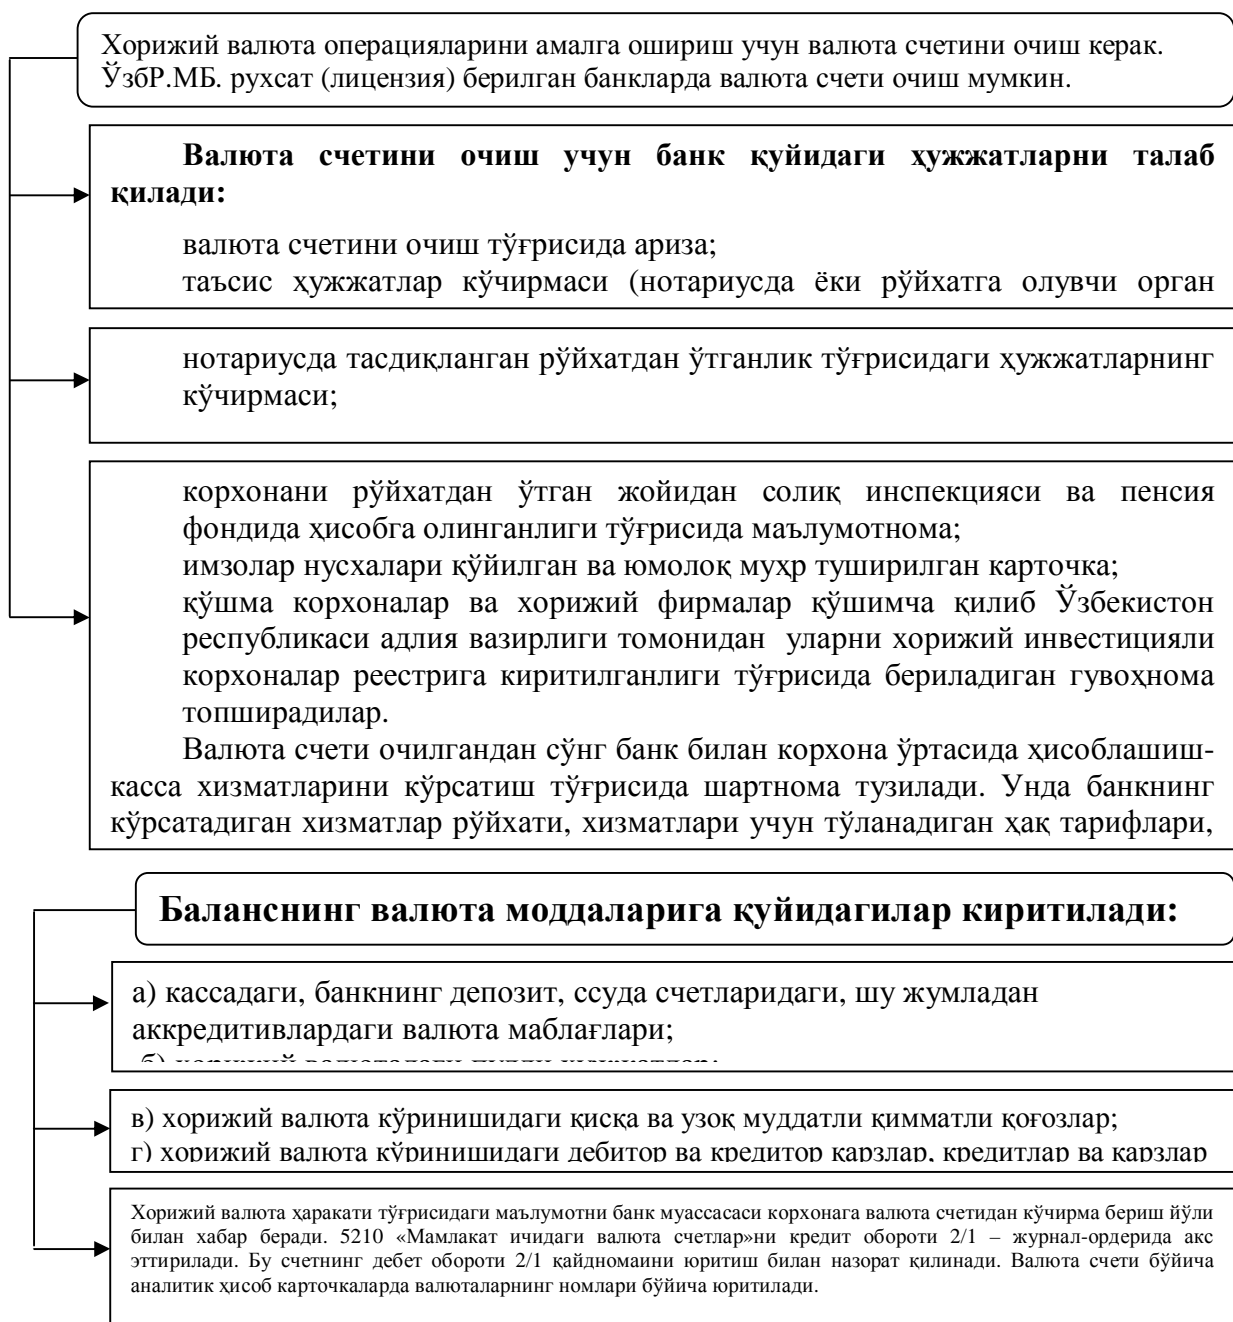 Хорижий валюта операцияларини амалга ошириш учун валюта счетини очиш керак.
ЎзбР.МБ. рухсат (лицензия) берилган банкларда валюта счети очиш мумкин.
Валюта счетини очиш учун банк қуйидаги ҳужжатларни талаб
қилади:
валюта счетини очиш тўғрисида ариза;
таъсис ҳужжатлар кўчирмаси (нотариусда ёки рўйхатга олувчи орган
нотариусда тасдиқланган рўйхатдан ўтганлик тўғрисидаги ҳужжатларнинг
кўчирмаси;
корхонани рўйхатдан ўтган жойидан солиқ инспекцияси ва пенсия
фондида ҳисобга олинганлиги тўғрисида маълумотнома;
имзолар нусхалари қўйилган ва юмолоқ муҳр туширилган карточка;
қўшма корхоналар ва хорижий фирмалар қўшимча қилиб Ўзбекистон
республикаси адлия вазирлиги томонидан уларни хорижий инвестицияли
корхоналар реестрига киритилганлиги тўғрисида бериладиган гувоҳнома
топширадилар.
Валюта счети очилгандан сўнг банк билан корхона ўртасида ҳисоблашиш-
касса хизматларини кўрсатиш тўғрисида шартнома тузилади. Унда банкнинг
кўрсатадиган хизматлар рўйхати, хизматлари учун тўланадиган ҳақ тарифлари,
Баланснинг валюта моддаларига қуйидагилар киритилади:
а) кассадаги, банкнинг депозит, ссуда счетларидаги, шу жумладан
аккредитивлардаги валюта маблағлари;
б) хорижий валютадаги пулли ҳужжатлар;
в) хорижий валюта кўринишидаги қисқа ва узоқ муддатли қимматли қоғозлар;
г) хорижий валюта кўринишидаги дебитор ва кредитор қарзлар, кредитлар ва қарзлар
Хорижий валюта ҳаракати тўғрисидаги маълумотни банк муассасаси корхонага валюта счетидан кўчирма бериш йўли
билан хабар беради. 5210 «Мамлакат ичидаги валюта счетлар»ни кредит обороти 2/1 – журнал-ордерида акс
эттирилади. Бу счетнинг дебет обороти 2/1 қайдномаини юритиш билан назорат қилинади. Валюта счети бўйича
аналитик ҳисоб карточкаларда валюталарнинг номлари бўйича юритилади.